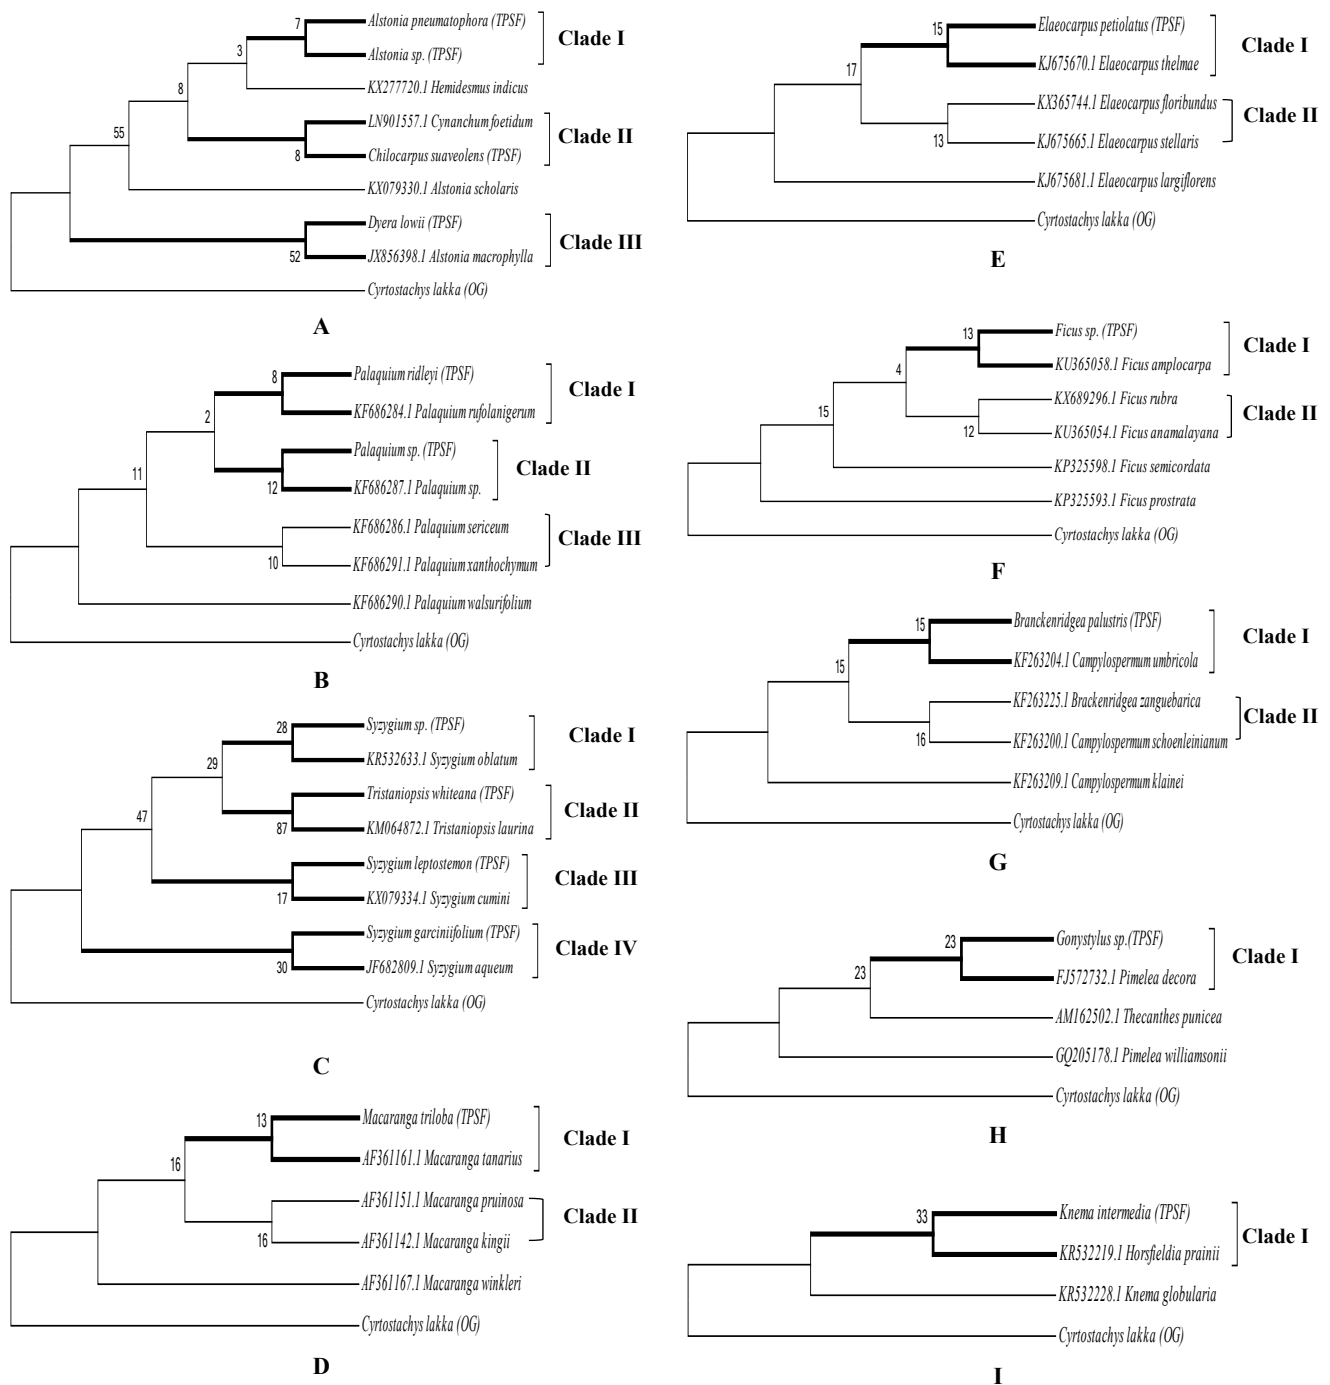 7
Alstonia pneumatophora (TPSF)
Clade I
3
Alstonia sp. (TPSF)
8
KX277720.1 Hemidesmus indicus
55
LN901557.1 Cynanchum foetidum
Clade II
8
Chilocarpus suaveolens (TPSF)
KX079330.1 Alstonia scholaris
Dyera lowii (TPSF)
Clade III
52
JX856398.1 Alstonia macrophylla
Cyrtostachys lakka (OG)
A
8
Palaquium ridleyi (TPSF)
Clade I
2
KF686284.1 Palaquium rufolanigerum
11
Palaquium sp. (TPSF)
Clade II
12
KF686287.1 Palaquium sp.
KF686286.1 Palaquium sericeum
Clade III
10
KF686291.1 Palaquium xanthochymum
KF686290.1 Palaquium walsurifolium
Cyrtostachys lakka (OG)
B
28
Syzygium sp. (TPSF)
Clade I
29
KR532633.1 Syzygium oblatum
47
Tristaniopsis whiteana (TPSF)
Clade II
87
KM064872.1 Tristaniopsis laurina
Syzygium leptostemon (TPSF)
Clade III
17
KX079334.1 Syzygium cumini
Syzygium garciniifolium (TPSF)
Clade IV
30
JF682809.1 Syzygium aqueum
Cyrtostachys lakka (OG)
C
13
Macaranga triloba (TPSF)
Clade I
16
AF361161.1 Macaranga tanarius
AF361151.1 Macaranga pruinosa
Clade II
16
AF361142.1 Macaranga kingii
AF361167.1 Macaranga winkleri
Cyrtostachys lakka (OG)
D
15
Elaeocarpus petiolatus (TPSF)
Clade I
17
KJ675670.1 Elaeocarpus thelmae
KX365744.1 Elaeocarpus floribundus
Clade II
13
KJ675665.1 Elaeocarpus stellaris
KJ675681.1 Elaeocarpus largiflorens
Cyrtostachys lakka (OG)
E
13
Ficus sp. (TPSF)
Clade I
4
KU365058.1 Ficus amplocarpa
15
KX689296.1 Ficus rubra
Clade II
12
KU365054.1 Ficus anamalayana
KP325598.1 Ficus semicordata
KP325593.1 Ficus prostrata
Cyrtostachys lakka (OG)
F
15
Branckenridgea palustris (TPSF)
Clade I
15
KF263204.1 Campylospermum umbricola
KF263225.1 Brackenridgea zanguebarica
Clade II
16
KF263200.1 Campylospermum schoenleinianum
KF263209.1 Campylospermum klainei
Cyrtostachys lakka (OG)
G
23
Gonystylus sp.(TPSF)
Clade I
23
FJ572732.1 Pimelea decora
AM162502.1 Thecanthes punicea
GQ205178.1 Pimelea williamsonii
Cyrtostachys lakka (OG)
H
33
Knema intermedia (TPSF)
Clade I
KR532219.1 Horsfieldia prainii
KR532228.1 Knema globularia
Cyrtostachys lakka (OG)
I